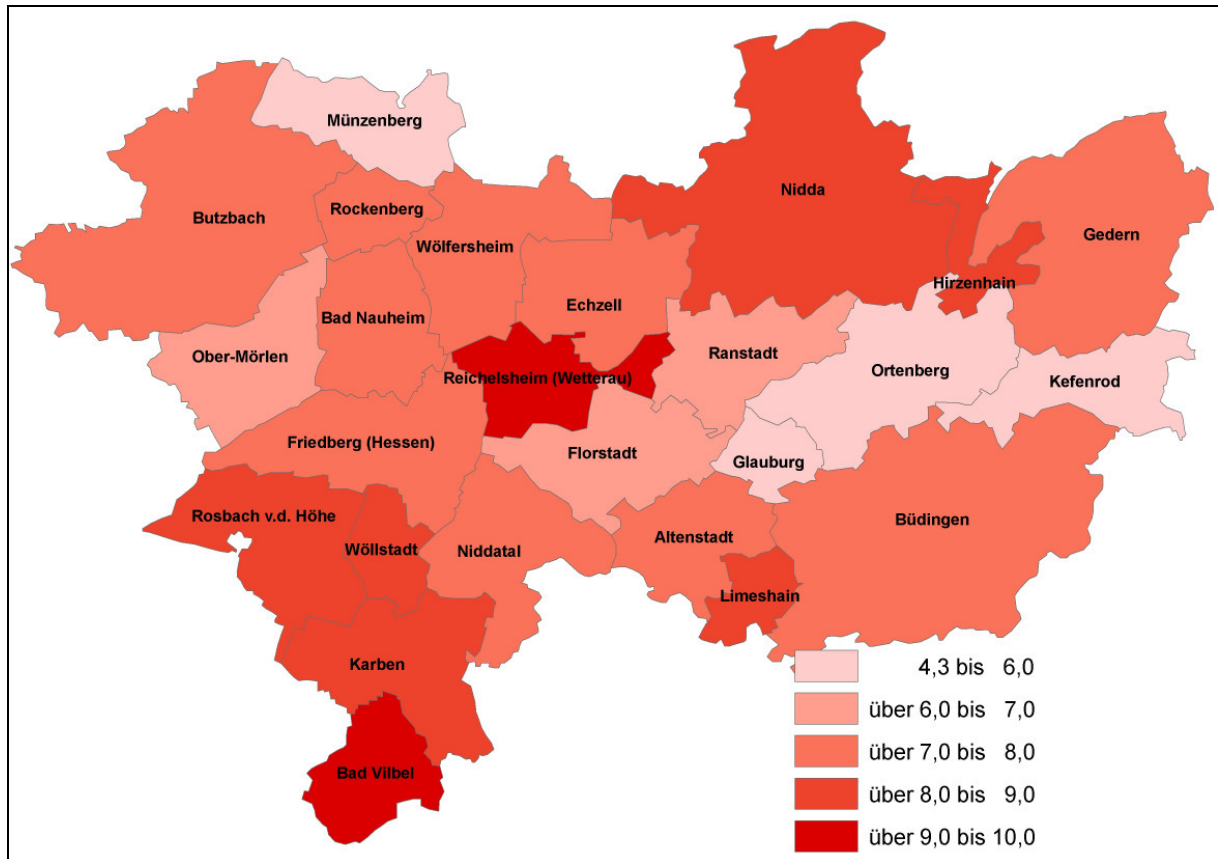 Münzenberg
Nidda
Butzbach
Rockenberg
Wölfersheim
Gedern
Hirzenhain
Echzell
Bad Nauheim
Ober-Mörlen
Ranstadt
Ortenberg
Kefenrod
Reichelsheim (Wetterau)
Friedberg (Hessen)
Florstadt
Glauburg
Rosbach v.d. Höhe
Wöllstadt
Niddatal
Altenstadt
Büdingen
Limeshain
Karben
Bad Vilbel
4,3 bis 6,0
über 6,0 bis 7,0
über 7,0 bis 8,0
über 8,0 bis 9,0
über 9,0 bis 10,0